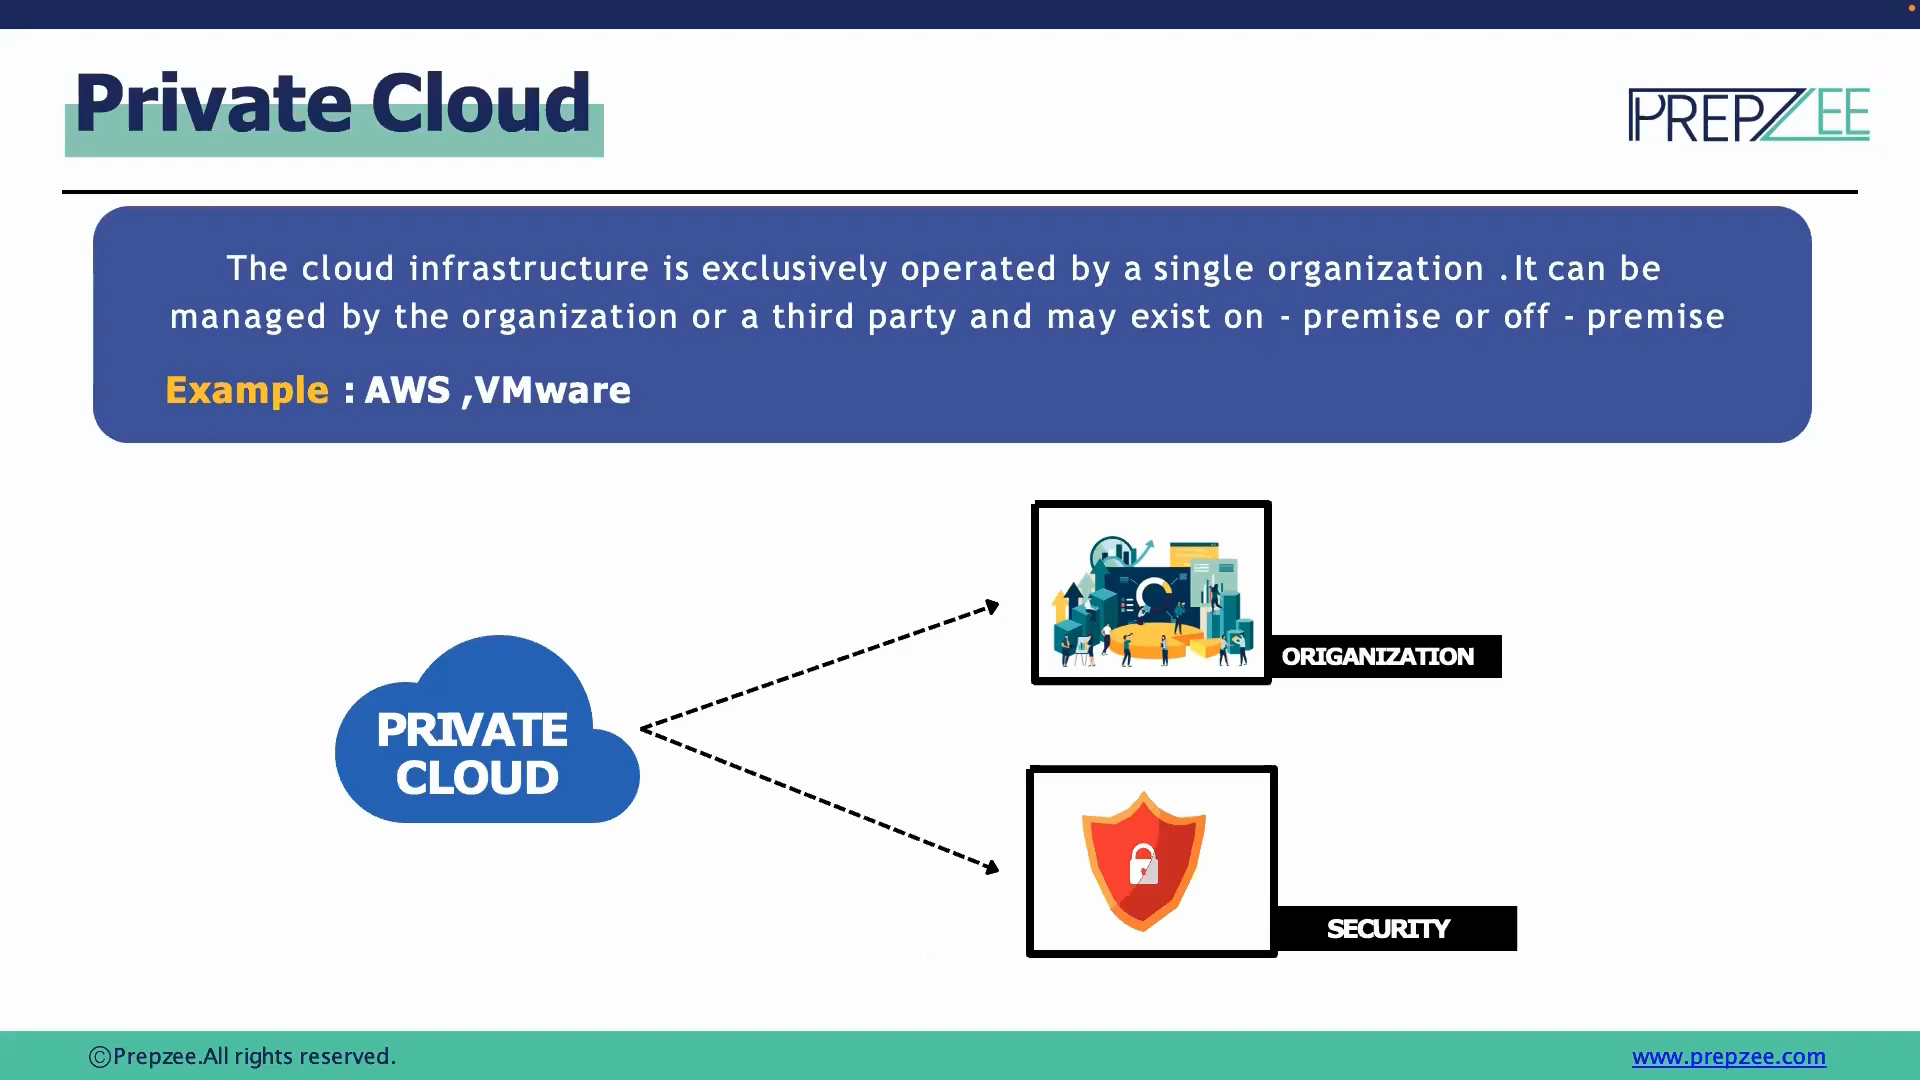 Private Cloud
PREPZEE
The cloud infrastructure is exclusively operated by a single organization .It can be
managed by the organization or a third party and may exist on - premise or off - premise
Example : AWS ,VMware
ORIGANIZATION
PRIVATE
CLOUD
SECURITY
©Prepzee.All rights reserved.
www.prepzee.com